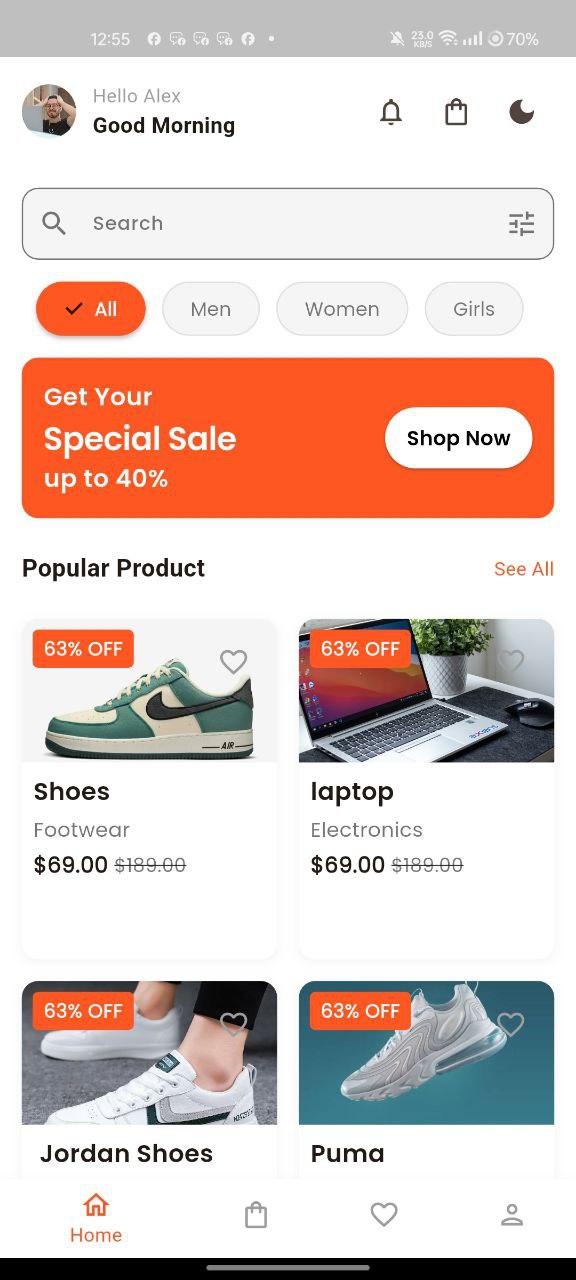 12:55 23.0 KB/S 70%
Hello Alex
Good Morning
Search
All Men Women Girls
Get Your
Special Sale
up to 40%
Shop Now
Popular Product See All
63% OFF 63% OFF
AIR
Shoes laptop
Footwear Electronics
$69.00 $189.00 $69.00 $189.00
63% OFF 63% OFF
Jordan Shoes Puma
Home